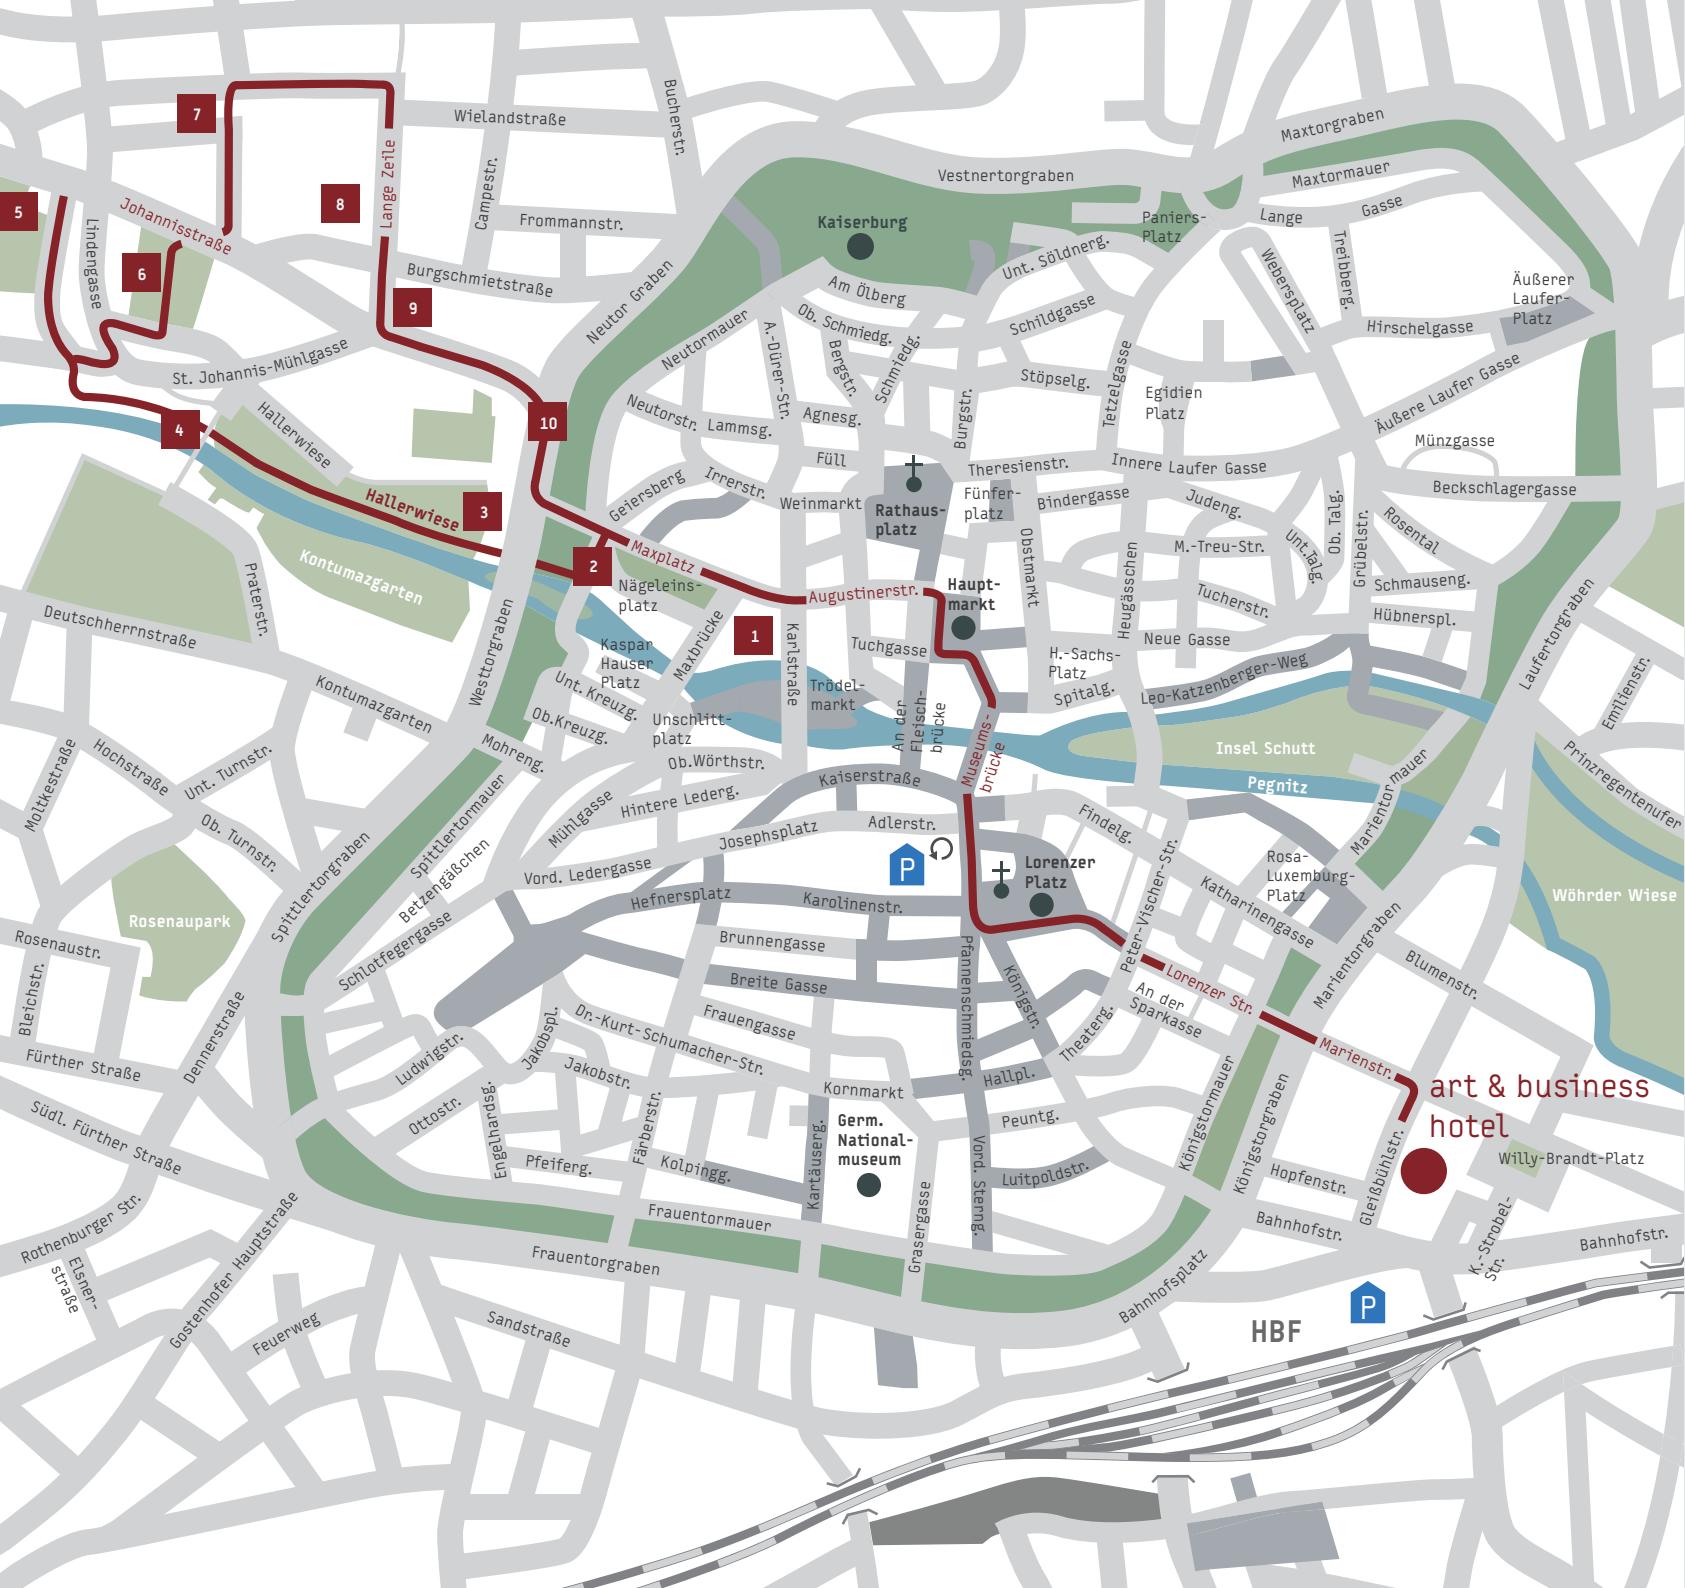 Wielandstraße
Bucherstr.
7
Lange Zeile
Campestr.
8
5
Lindengasse
Johannisstraße
Frommannstr.
6
Burgschmietstraße
9
Neutor Graben
St. Johannis-Mühlgasse
Hallerwiese
4
10
Hallerwiese
3
Kontumazgarten
2
Praterstr.
Deutschherrnstraße
Westtorgraben
Kontumazgarten
Maxtorgraben
Vestnertorgraben
Maxtormauer
Kaiserburg
Paniers-
Platz
Lange
Gasse
Unt. Söldnerg.
Am Ölberg
Webersplatz
Treibberg.
Äußerer
Laufer-
Platz
Ob. Schmiedg.
Schildgasse
Hirschelgasse
Neutormauer
A.-Dürer-Str.
Bergstr.
Schmiedg.
Stöpselg.
Tetzelgasse
Egidien
Platz
Äußere Laufer Gasse
Neutorstr.
Lammsg.
Agnesg.
Burgstr.
Münzgasse
Füll
Theresienstr.
Innere Laufer Gasse
Beckschlagergasse
Geiersberg
Irrerstr.
Weinmarkt
Rathaus-
platz
Fünfer-
platz
Bindergasse
Judeng.
Ob. Talg.
Grübelstr.
Rosental
Maxplatz
Obstmarkt
M.-Treu-Str.
Unt.Talg.
Nägeleins-
platz
Augustinerstr.
Haupt-
markt
Heugässchen
Tucherstr.
Schmauseng.
Hübnerspl.
Laufertorgraben
1
Kaspar
Hauser
Platz
Maxbrücke
Karlstraße
Tuchgasse
Neue Gasse
H.-Sachs-
Platz
Spitalg.
Leo-Katzenberger-Weg
Emilienstr.
Unt. Kreuzg.
Ob.Kreuzg.
Trödel-
markt
An der
Fleisch-
brücke
Museums-
brücke
Unschlitt-
platz
Insel Schutt
Pegnitz
Prinzregentenufer
Mohreng.
Ob.Wörthstr.
Kaiserstraße
Marientormauer
Moltkestraße
Hochstraße
Unt. Turnstr.
Ob. Turnstr.
Spittlertorgraben
Spittlertormauer
Mühlgasse
Hintere Lederg.
Josephsplatz
Adlerstr.
Findelg.
Betzengäßchen
Vord. Ledergasse
P
Lorenzer
Platz
Peter-Vischer-Str.
Rosa-
Luxemburg-
Platz
Wöhrder Wiese
Rosenaupark
Hefnersplatz
Karolinenstr.
Katharinengasse
Marientorgraben
Rosenaustr.
Bleichstr.
Schlotfegergasse
Brunnengasse
Breite Gasse
Pfannenschmiedsg.
Königstr.
Lorenzer Str.
Blumenstr.
Dennerstraße
Frauengasse
An der
Sparkasse
Theaterg.
Marienstr.
Fürther Straße
Ludwigstr.
Jakobspl.
Dr.-Kurt-Schumacher-Str.
Jakobstr.
Kornmarkt
Hallpl.
art & business
hotel
Südl. Fürther Straße
Ottostr.
Engelhardsg.
Färberstr.
Kartäuserg.
Germ.
National-
museum
Peuntg.
Königstormauer
Königstorgraben
Gleißbühlstr.
Willy-Brandt-Platz
Pfeiferg.
Kolpingg.
Vord. Sterng.
Luitpoldstr.
Hopfenstr.
Rothenburger Str.
Elsner-
straße
Gostenhofer Hauptstraße
Frauentormauer
Frauentorgraben
Grasergasse
Bahnhofstr.
K.-Strobel-
Str.
Bahnhofstr.
Bahnhofsplatz
P
HBF
Feuerweg
Sandstraße